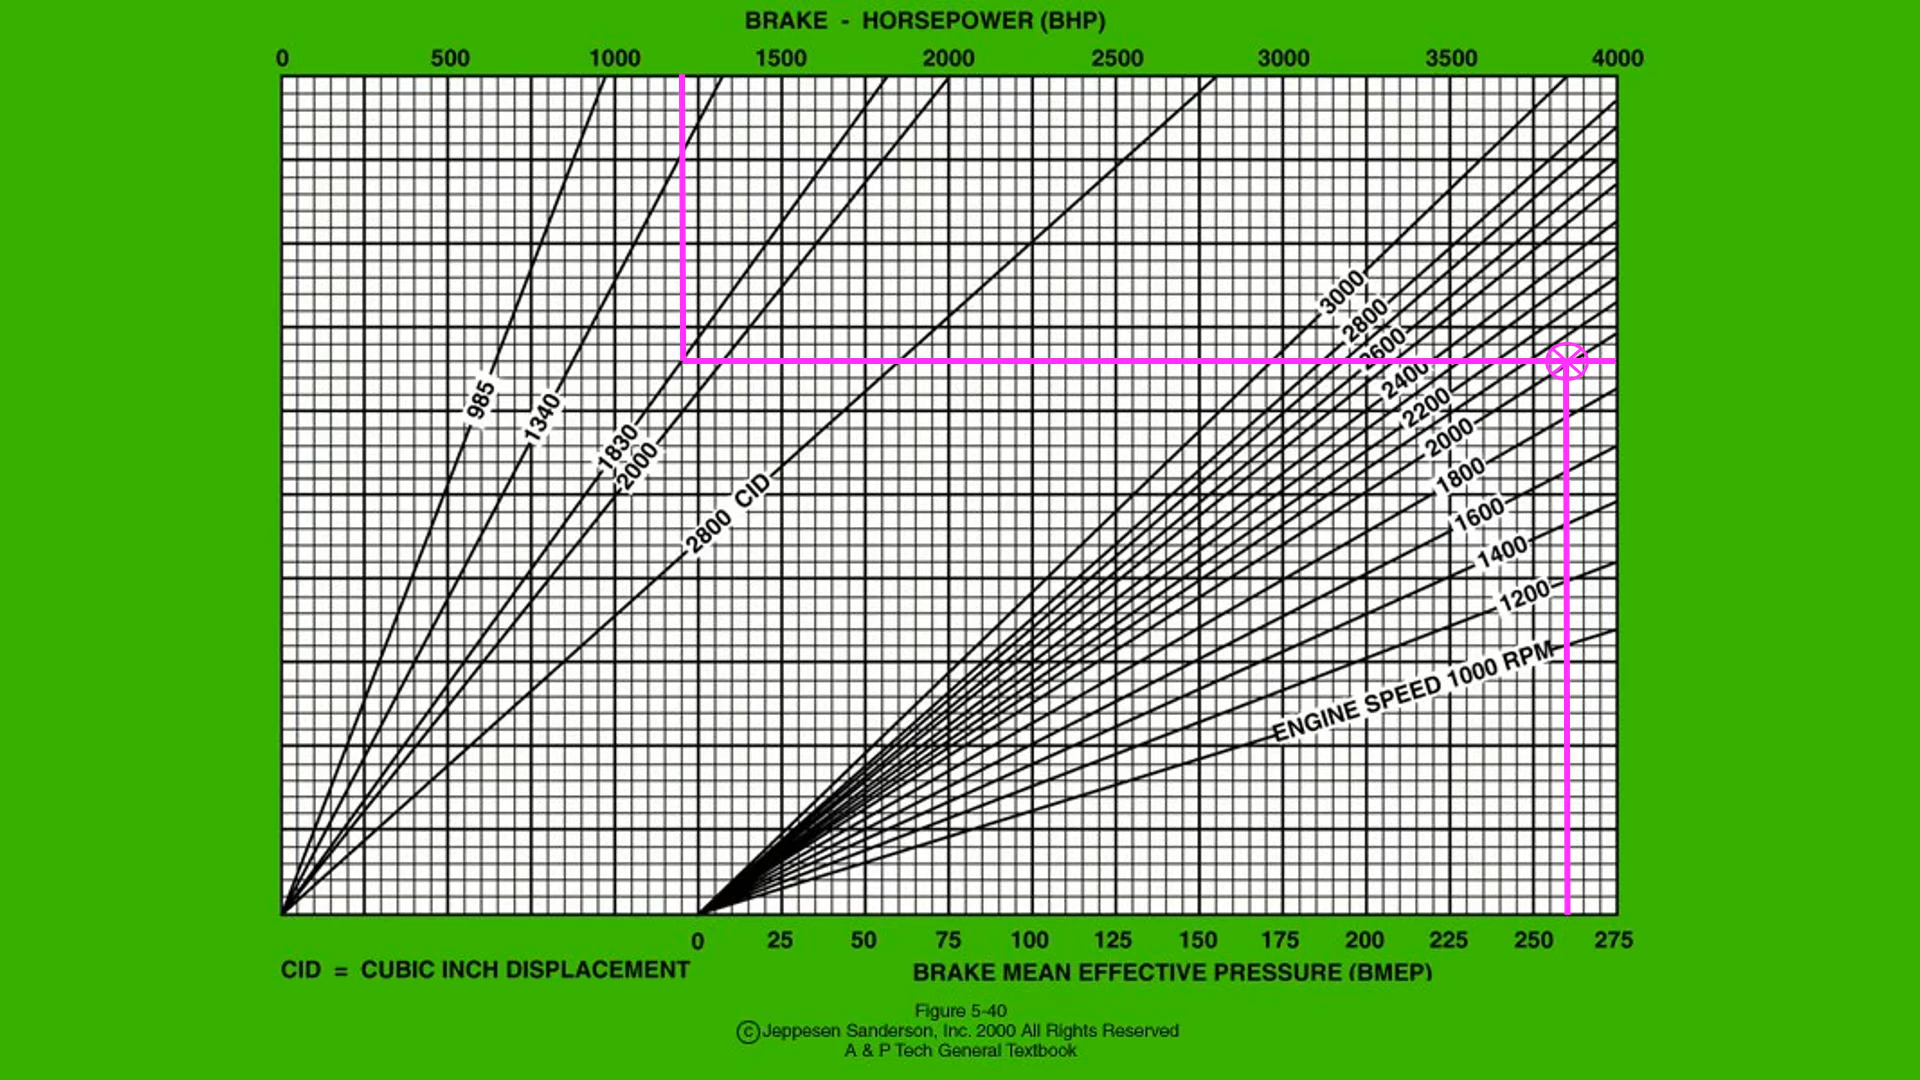 BRAKE - HORSEPOWER (BHP)
0 500 1000 1500 2000 2500 3000 3500 4000
3000
2800
2600
2400
2200
2000
1800
1600
1400
1200
ENGINE SPEED 1000 RPM
985
1340
1830
2000
2800 CID
0 25 50 75 100 125 150 175 200 225 250 275
CID = CUBIC INCH DISPLACEMENT
BRAKE MEAN EFFECTIVE PRESSURE (BMEP)
Figure 5-40
©Jeppesen Sanderson, Inc. 2000 All Rights Reserved
A & P Tech General Textbook